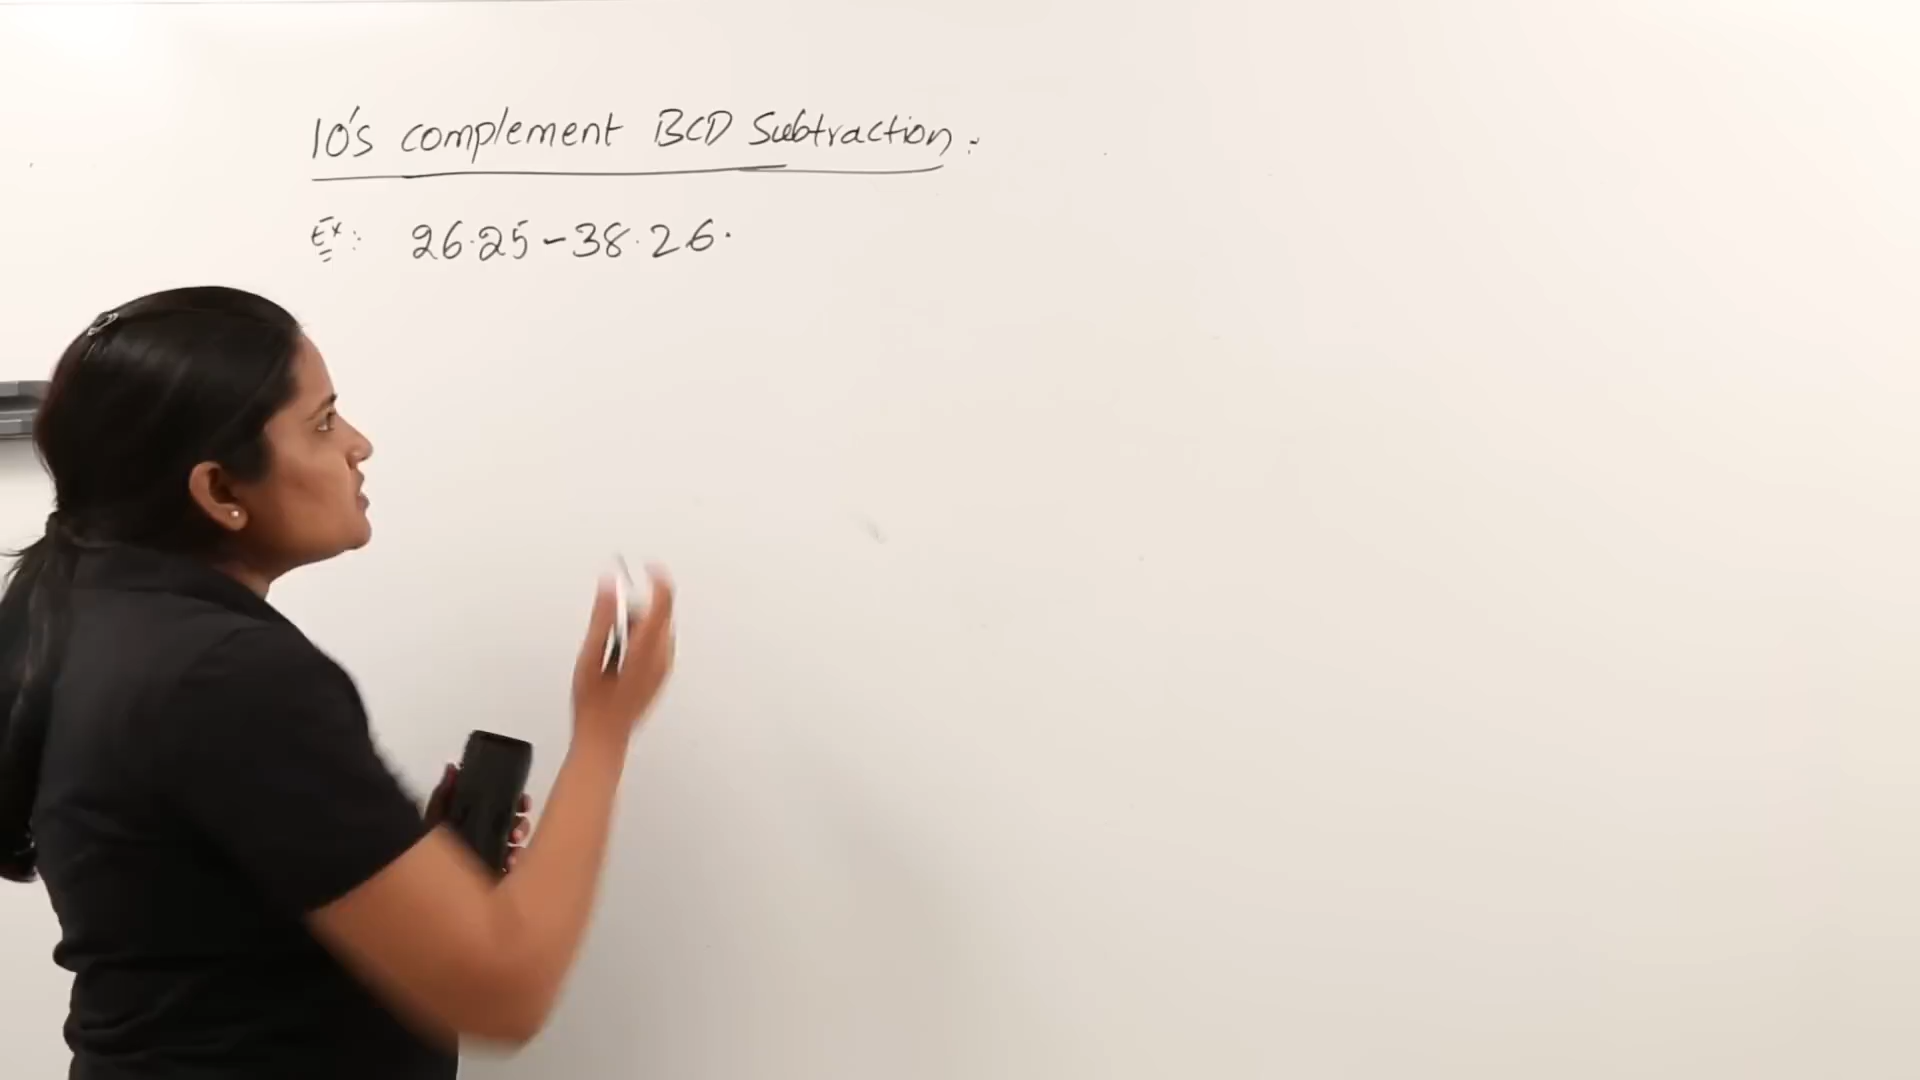 10's complement BCD Subtraction:
Ex: 26.25-38.26.